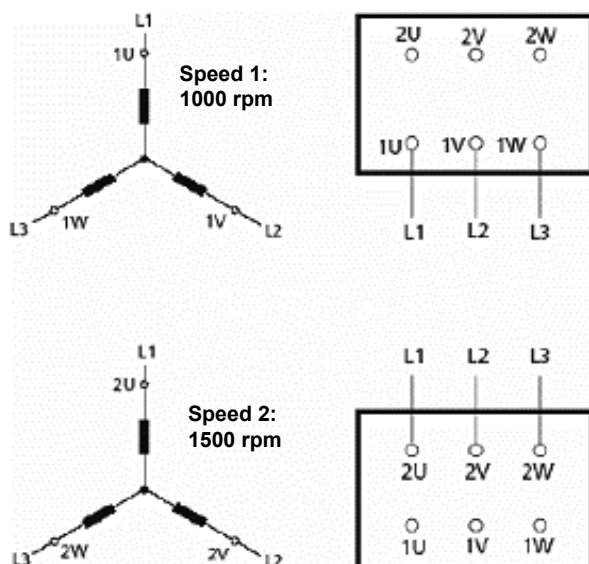 L1
1U
Speed 1:
1000 rpm
L3
1W
1V
L2
2U 2V 2W
1U 1V 1W
L1 L2 L3
L1
2U
Speed 2:
1500 rpm
L3
2W
2V
L2
L1 L2 L3
2U 2V 2W
1U 1V 1W